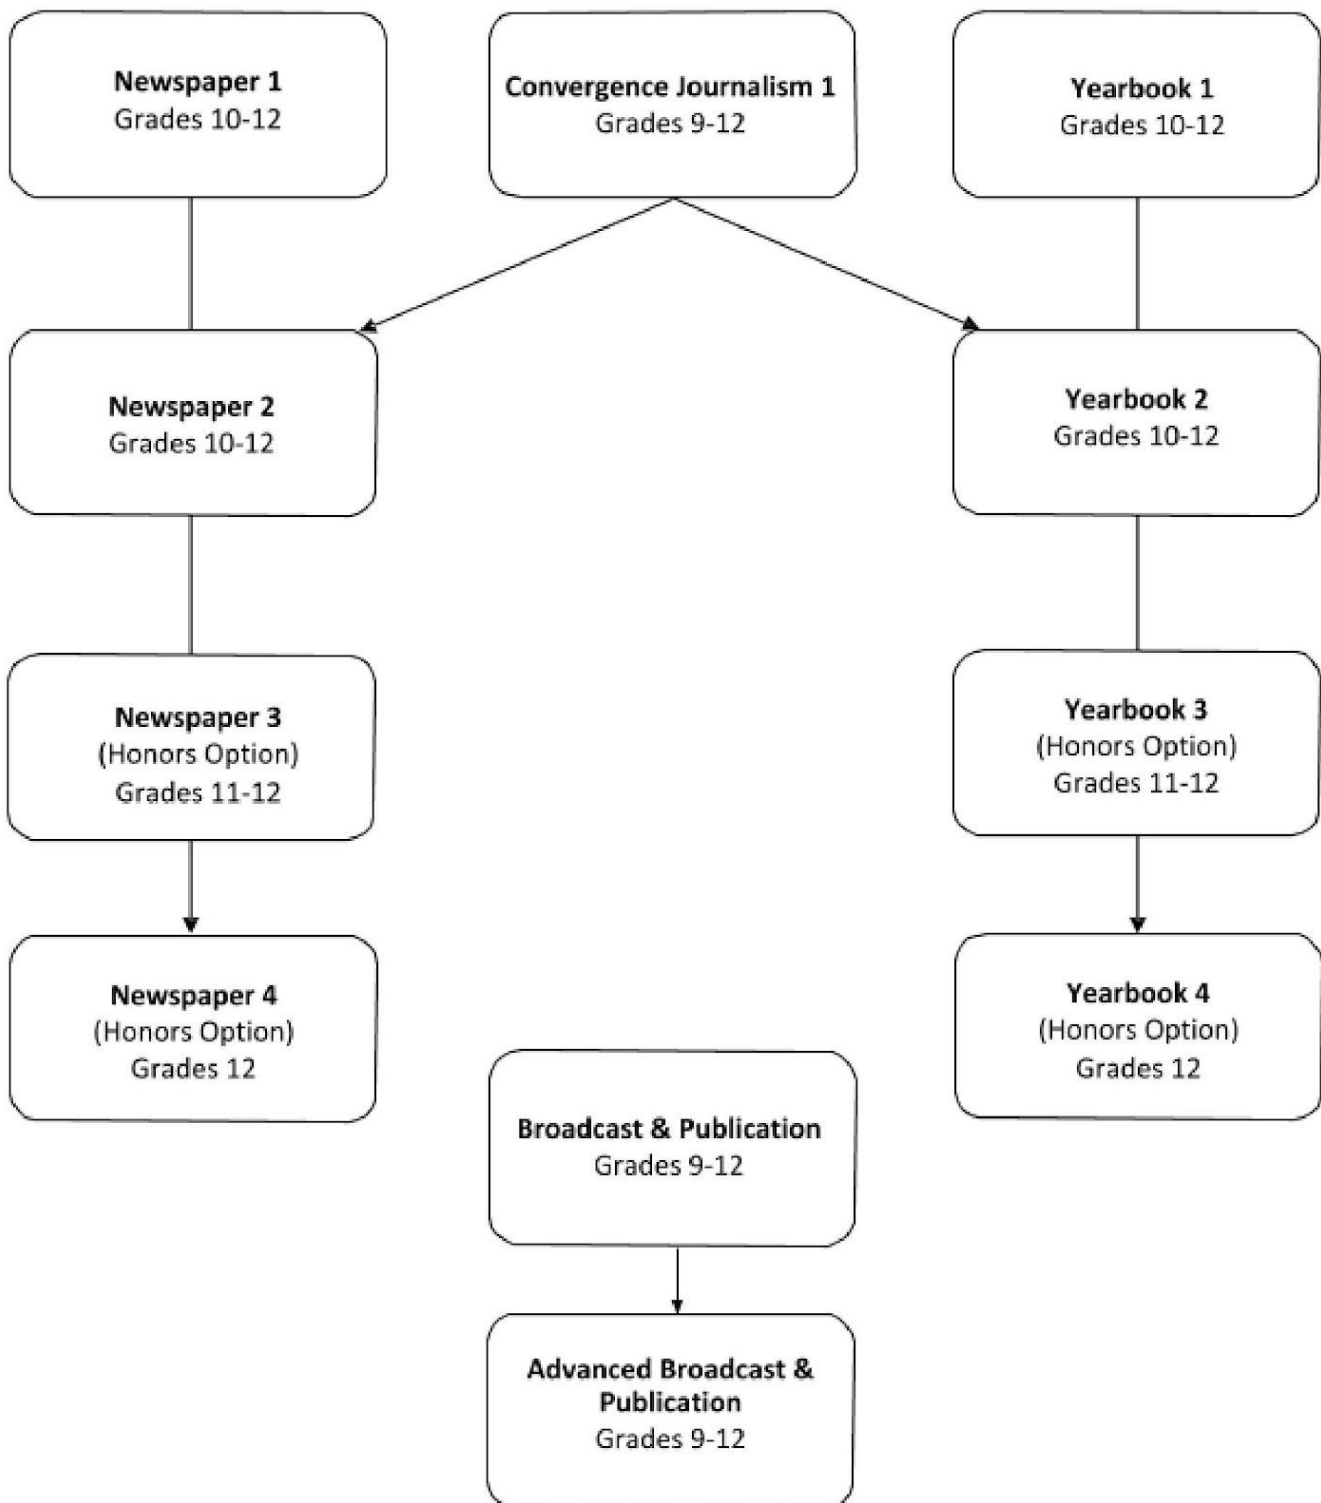 Newspaper 1
Grades 10-12
Convergence Journalism 1
Grades 9-12
Yearbook 1
Grades 10-12
Newspaper 2
Grades 10-12
Yearbook 2
Grades 10-12
Newspaper 3
(Honors Option)
Grades 11-12
Yearbook 3
(Honors Option)
Grades 11-12
Newspaper 4
(Honors Option)
Grades 12
Yearbook 4
(Honors Option)
Grades 12
Broadcast & Publication
Grades 9-12
Advanced Broadcast &
Publication
Grades 9-12